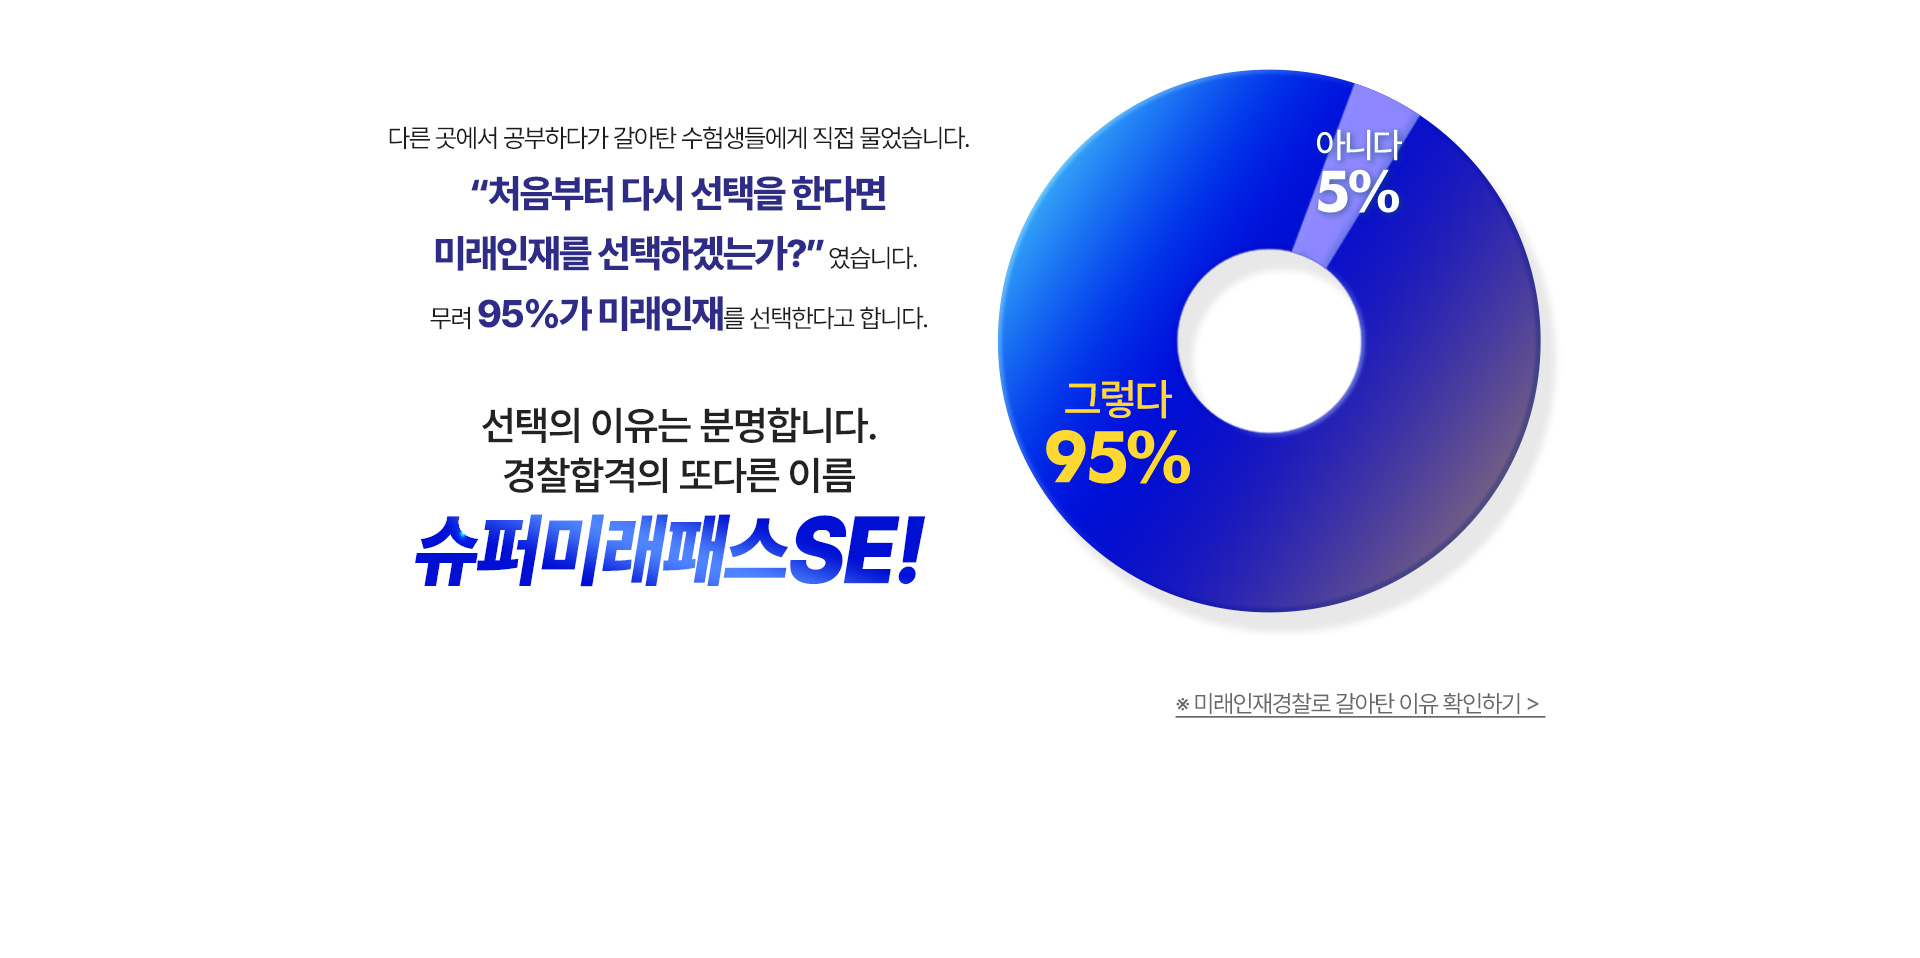 다른 곳에서 공부하다가 갈아탄 수험생들에게 직접 물었습니다.
“처음부터 다시 선택을 한다면
미래인재를 선택하겠는가?” 였습니다.
무려 95%가 미래인재를 선택한다고 합니다.
선택의 이유는 분명합니다.
경찰합격의 또다른 이름
슈퍼미래패스SE!
아니다
5%
그렇다
95%
※ 미래인재경찰로 갈아탄 이유 확인하기 >